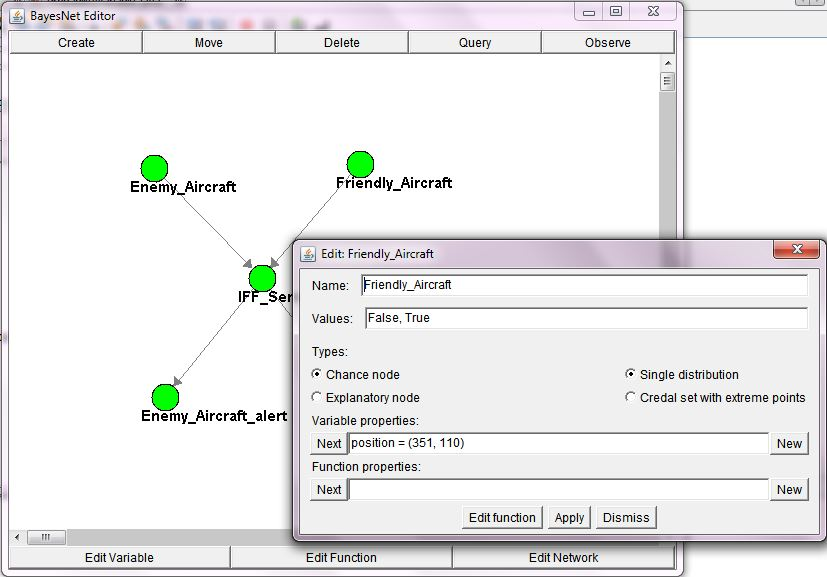 BayesNet Editor
Create Move Delete Query Observe
Enemy_Aircraft
Friendly_Aircraft
Enemy_Aircraft_alert
Edit: Friendly_Aircraft
Name: Friendly_Aircraft
Values: False, True
Types:
Chance node Single distribution
Explanatory node Credal set with extreme points
Variable properties:
Next position = (351, 110) New
Function properties:
Next New
Edit function Apply Dismiss
Edit Variable Edit Function Edit Network